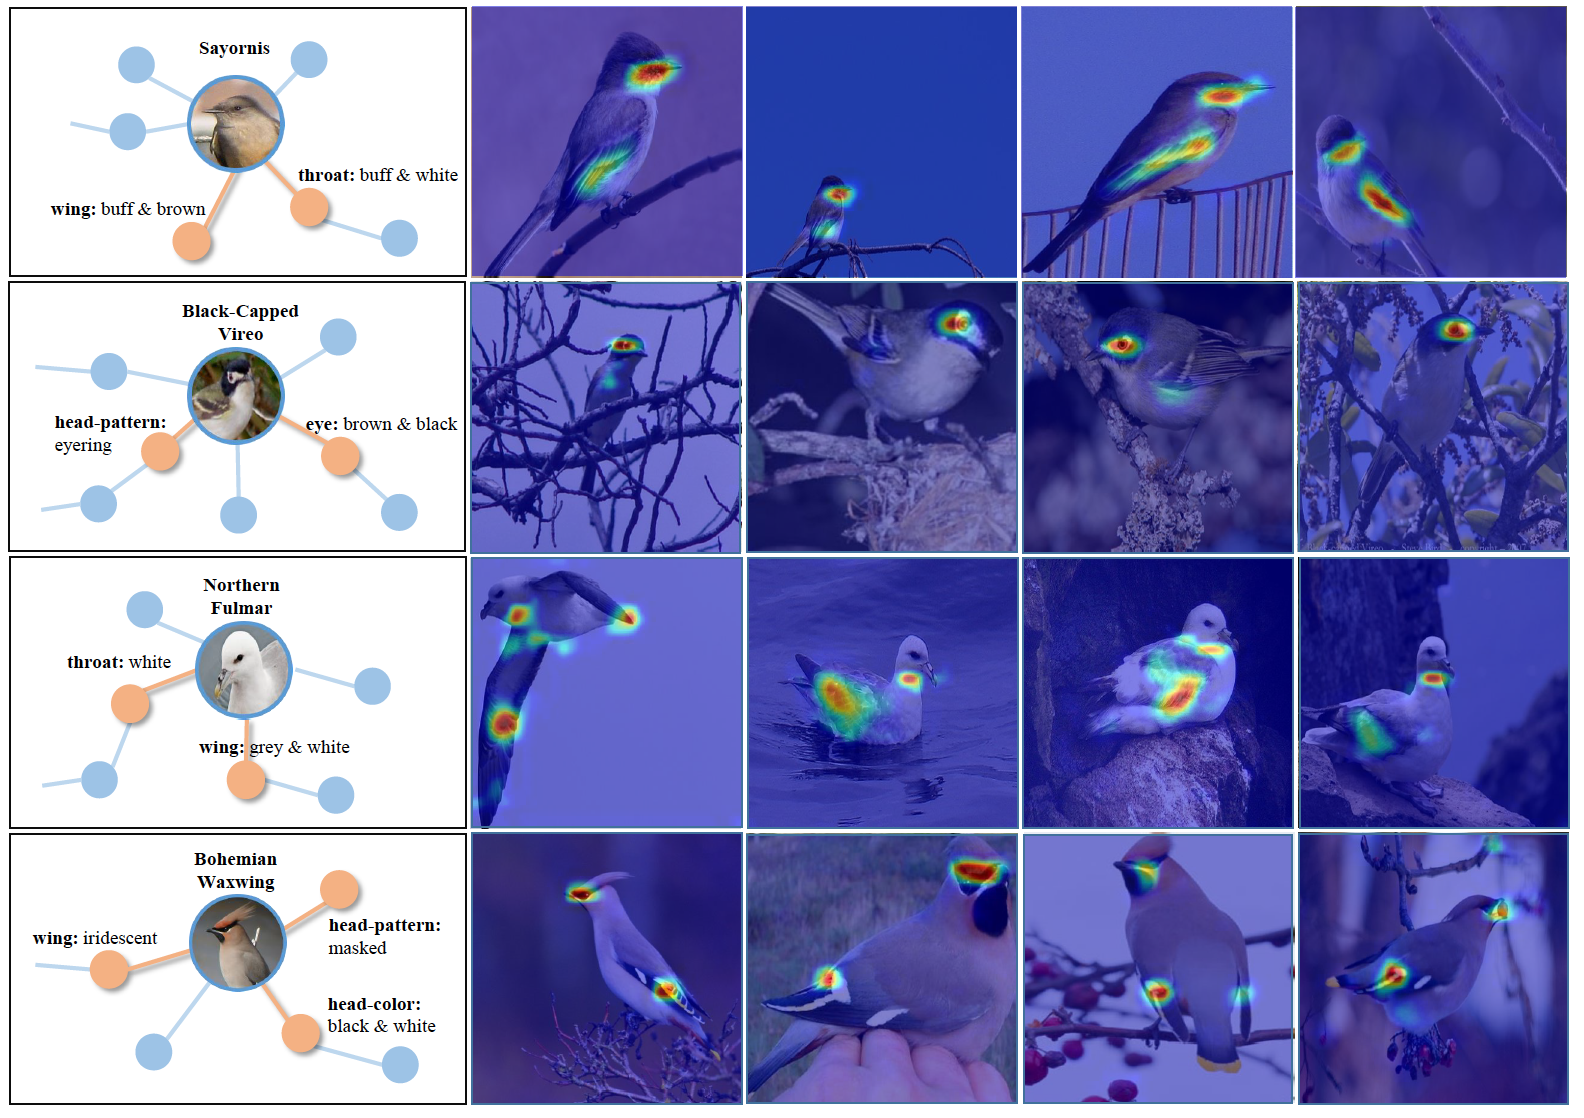 Sayornis
throat: buff & white
wing: buff & brown
Black-Capped
Vireo
head-pattern:
eyering
eye: brown & black
Northern
Fulmar
throat: white
wing: grey & white
Bohemian
Waxwing
head-pattern:
masked
wing: iridescent
head-color:
black & white